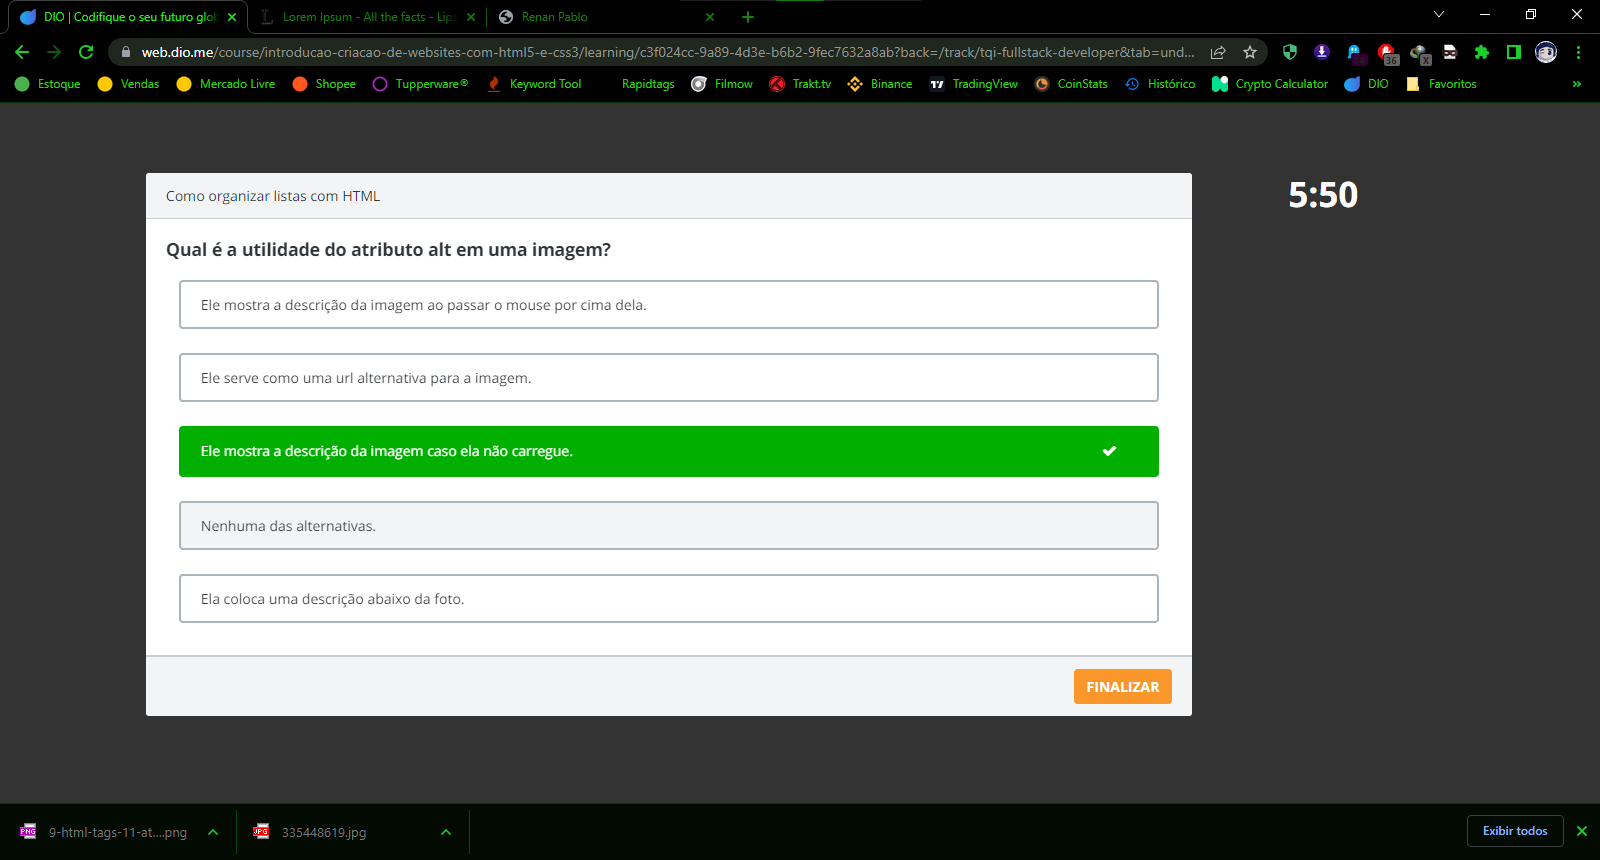 DIO | Codifique o seu futuro glob
Lorem Ipsum - All the facts - Lips
Renan Pablo
web.dio.me/course/introducao-criacao-de-websites-com-html5-e-css3/learning/c3f024cc-9a89-4d3e-b6b2-9fec7632a8ab?back=/track/tqi-fullstack-developer&tab=und...
36
X
Estoque
Vendas
Mercado Livre
Shopee
Tupperware®
Keyword Tool
Rapidtags
Filmow
Trakt.tv
Binance
TradingView
CoinStats
Histórico
Crypto Calculator
DIO
Favoritos
»
Como organizar listas com HTML
5:50
Qual é a utilidade do atributo alt em uma imagem?
Ele mostra a descrição da imagem ao passar o mouse por cima dela.
Ele serve como uma url alternativa para a imagem.
Ele mostra a descrição da imagem caso ela não carregue.
Nenhuma das alternativas.
Ela coloca uma descrição abaixo da foto.
FINALIZAR
PNG
9-html-tags-11-at....png
JPG
335448619.jpg
Exibir todos